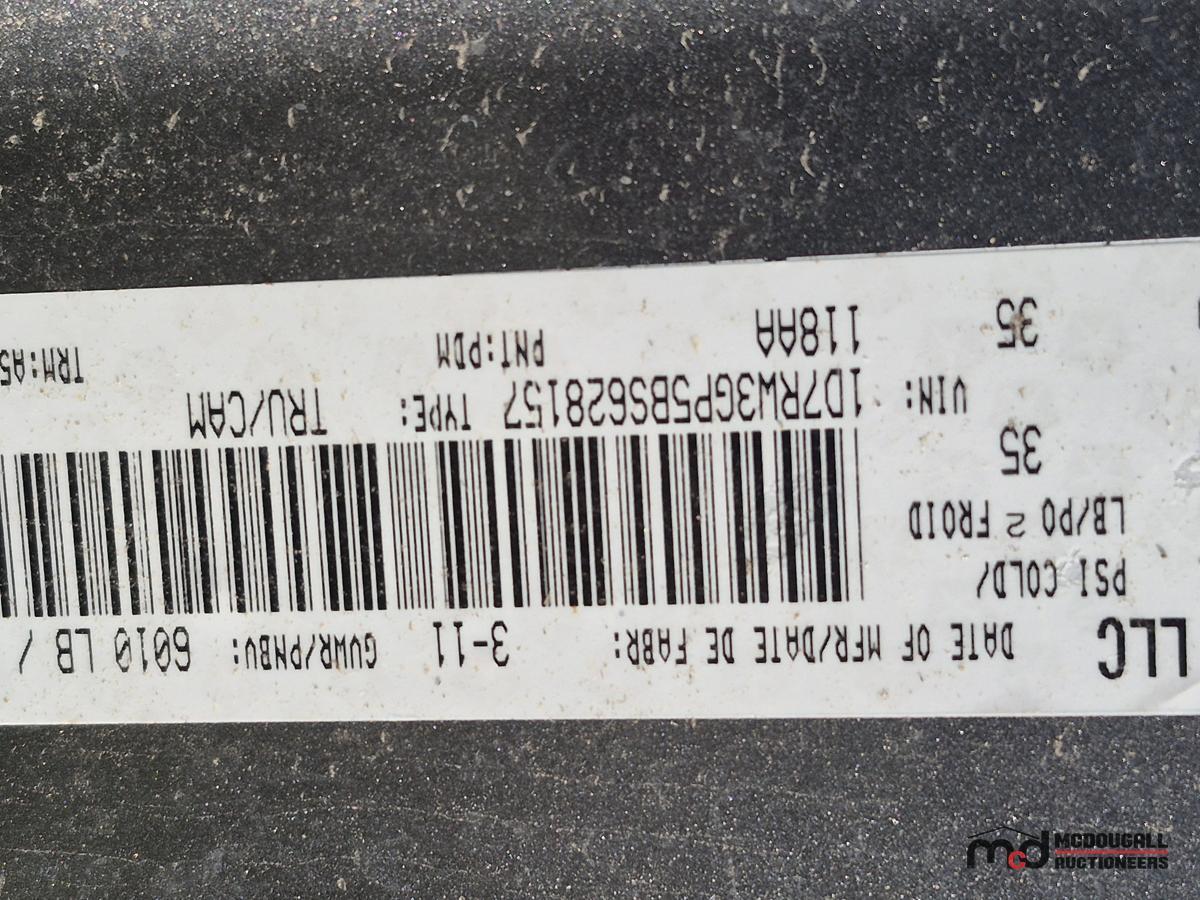 LLC DATE OF MFR/DATE DE FABR: 3-11 GVWR/PNBV: 6010 LB /
PSI COLD/
LB/PO 2 FROID
35
VIN: 1D7RW3GP5BS628157 TYPE: TRU/CAM
35 118AA PNT:PDM TRM:A5
mcd MCDOUGALL
AUCTIONEERS